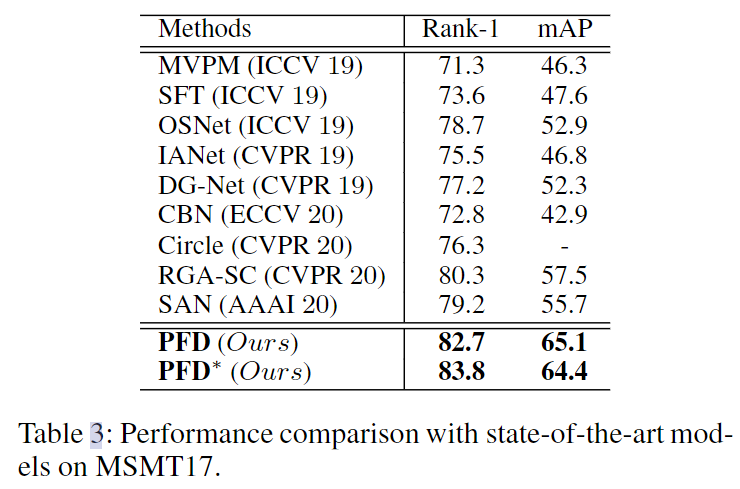 Methods Rank-1 mAP
MVPM (ICCV 19) 71.3 46.3
SFT (ICCV 19) 73.6 47.6
OSNet (ICCV 19) 78.7 52.9
IANet (CVPR 19) 75.5 46.8
DG-Net (CVPR 19) 77.2 52.3
CBN (ECCV 20) 72.8 42.9
Circle (CVPR 20) 76.3 -
RGA-SC (CVPR 20) 80.3 57.5
SAN (AAAI 20) 79.2 55.7
PFD (Ours) 82.7 65.1
PFD* (Ours) 83.8 64.4
Table 3: Performance comparison with state-of-the-art mod-
els on MSMT17.